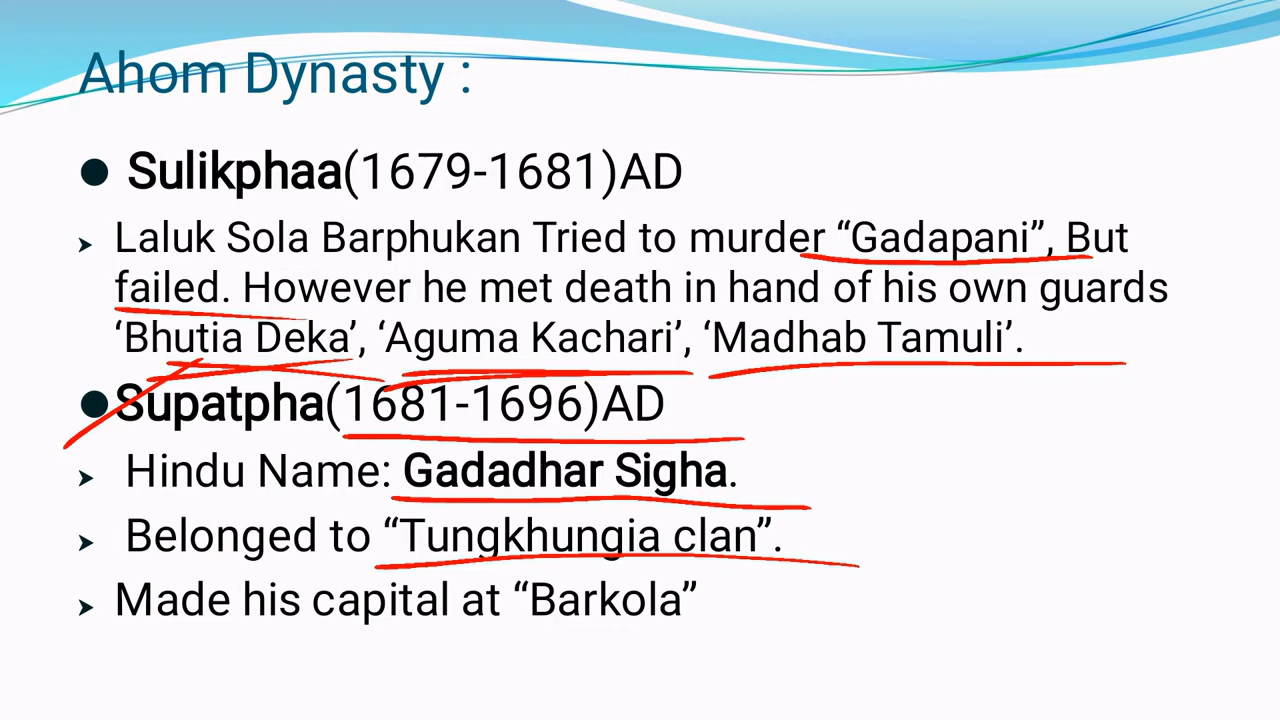 Ahom Dynasty :
Sulikphaa(1679-1681)AD
Laluk Sola Barphukan Tried to murder “Gadapani”, But
failed. However he met death in hand of his own guards
‘Bhutia Deka’, ‘Aguma Kachari’, ‘Madhab Tamuli’.
Supatpha(1681-1696)AD
Hindu Name: Gadadhar Sigha.
Belonged to “Tungkhungia clan”.
Made his capital at “Barkola”